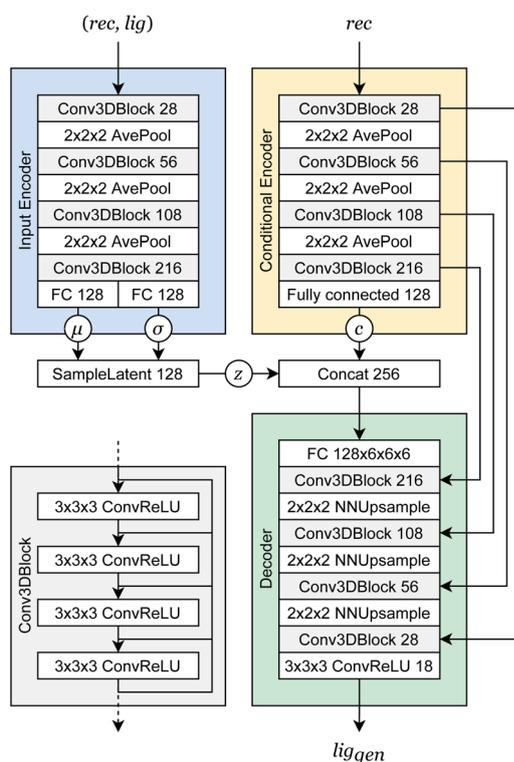 (rec, lig)
Input Encoder
Conv3DBlock 28
2x2x2 AvePool
Conv3DBlock 56
2x2x2 AvePool
Conv3DBlock 108
2x2x2 AvePool
Conv3DBlock 216
FC 128
FC 128
μ
σ
SampleLatent 128
z
rec
Conditional Encoder
Conv3DBlock 28
2x2x2 AvePool
Conv3DBlock 56
2x2x2 AvePool
Conv3DBlock 108
2x2x2 AvePool
Conv3DBlock 216
Fully connected 128
c
Concat 256
Conv3DBlock
3x3x3 ConvReLU
3x3x3 ConvReLU
3x3x3 ConvReLU
3x3x3 ConvReLU
Decoder
FC 128x6x6x6
Conv3DBlock 216
2x2x2 NNUpsample
Conv3DBlock 108
2x2x2 NNUpsample
Conv3DBlock 56
2x2x2 NNUpsample
Conv3DBlock 28
3x3x3 ConvReLU 18
lig_gen